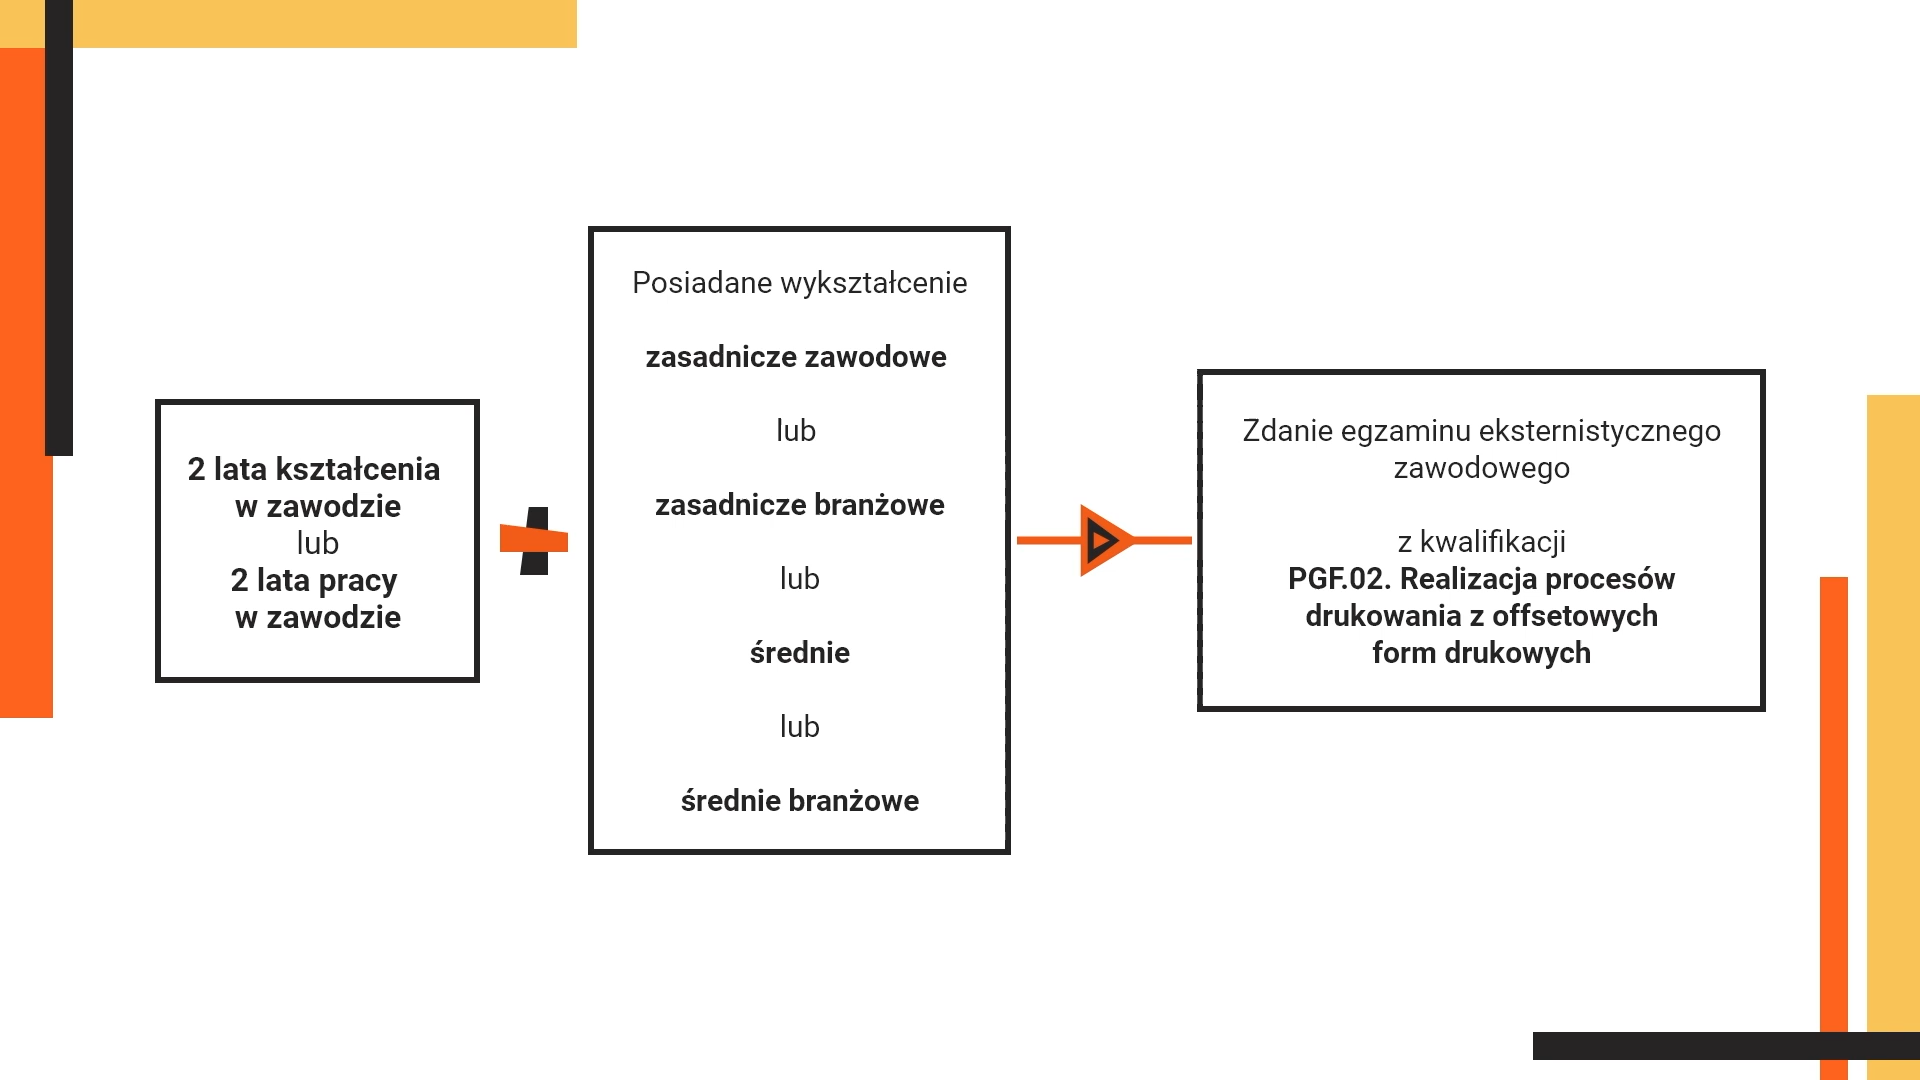 2 lata kształcenia
w zawodzie
lub
2 lata pracy
w zawodzie
Posiadane wykształcenie
zasadnicze zawodowe
lub
zasadnicze branżowe
lub
średnie
lub
średnie branżowe
Zdanie egzaminu eksternistycznego
zawodowego
z kwalifikacji
PGF.02. Realizacja procesów
drukowania z offsetowych
form drukowych